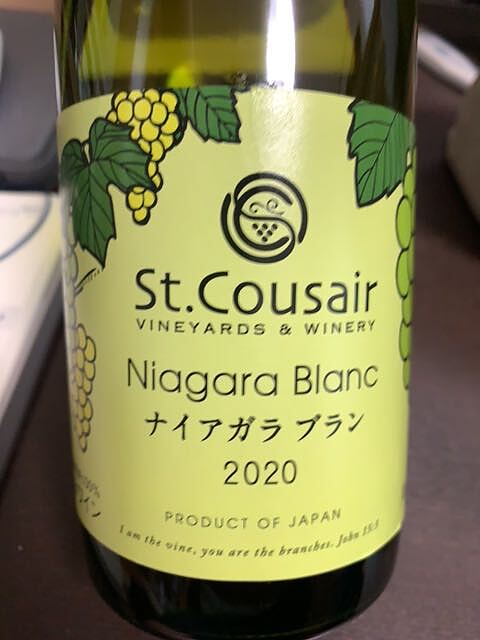 St.Cousair
VINEYARDS & WINERY
Niagara Blanc
ナイアガラ ブラン
2020
PRODUCT OF JAPAN
I am the vine, you are the branches. John 15:5